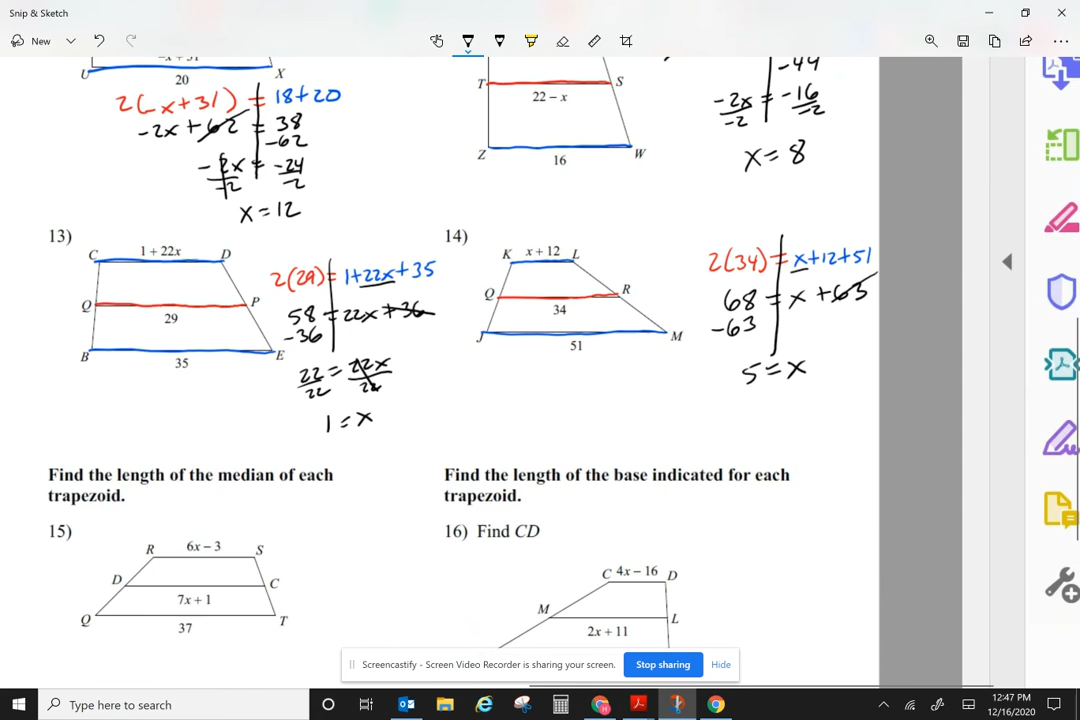 Snip & Sketch
New
U
X
20
2(-x+31) = 18+20
-2x+62 = 38
-62
-2x = -24
-2 -2
x=12
T
S
22 – x
Z
W
16
-44
-2x = -16
-2 -2
x=8
13)
C
1 + 22x
D
Q
P
29
B
E
35
2(29)= 1+22x+35
58 = 22x+36
-36
22 = 22x
22 22
1 = x
14)
K
x + 12
L
Q
R
34
J
M
51
2(34)= x+12+51
68 = x+63
-63
5=x
Find the length of the median of each
trapezoid.
Find the length of the base indicated for each
trapezoid.
15)
R
6x – 3
S
D
C
7x + 1
Q
T
37
16) Find CD
C
4x – 16
D
M
L
2x + 11
Screencastify - Screen Video Recorder is sharing your screen.
Stop sharing
Hide
Type here to search
12:47 PM
12/16/2020